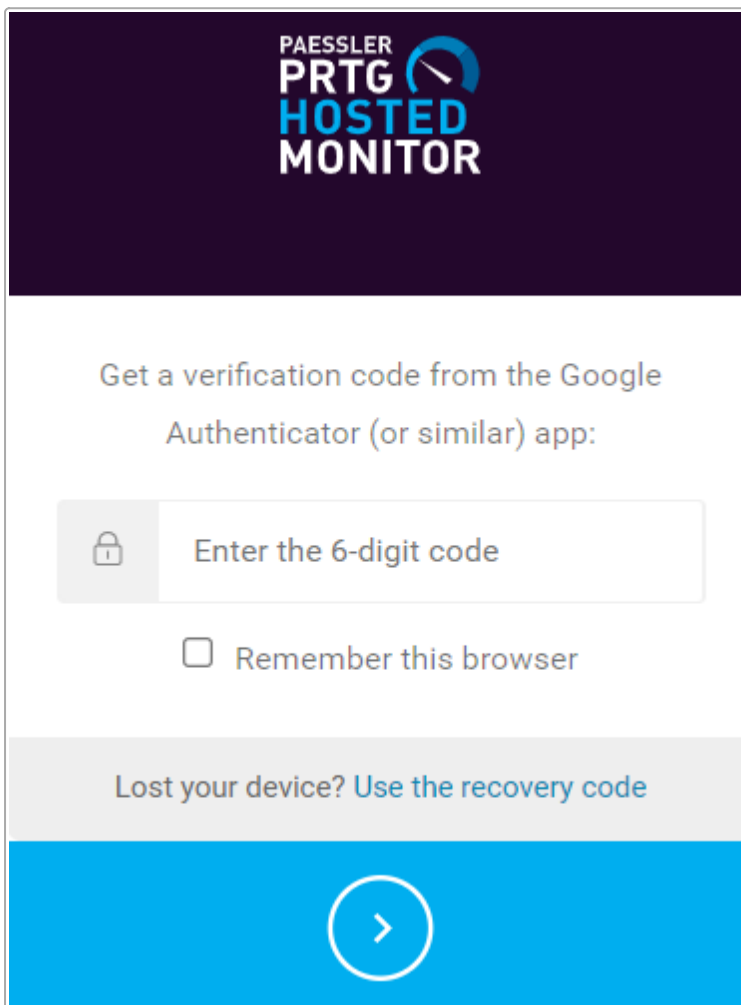 PAESSLER
PRTG
HOSTED
MONITOR
Get a verification code from the Google
Authenticator (or similar) app:
Enter the 6-digit code
Remember this browser
Lost your device? Use the recovery code